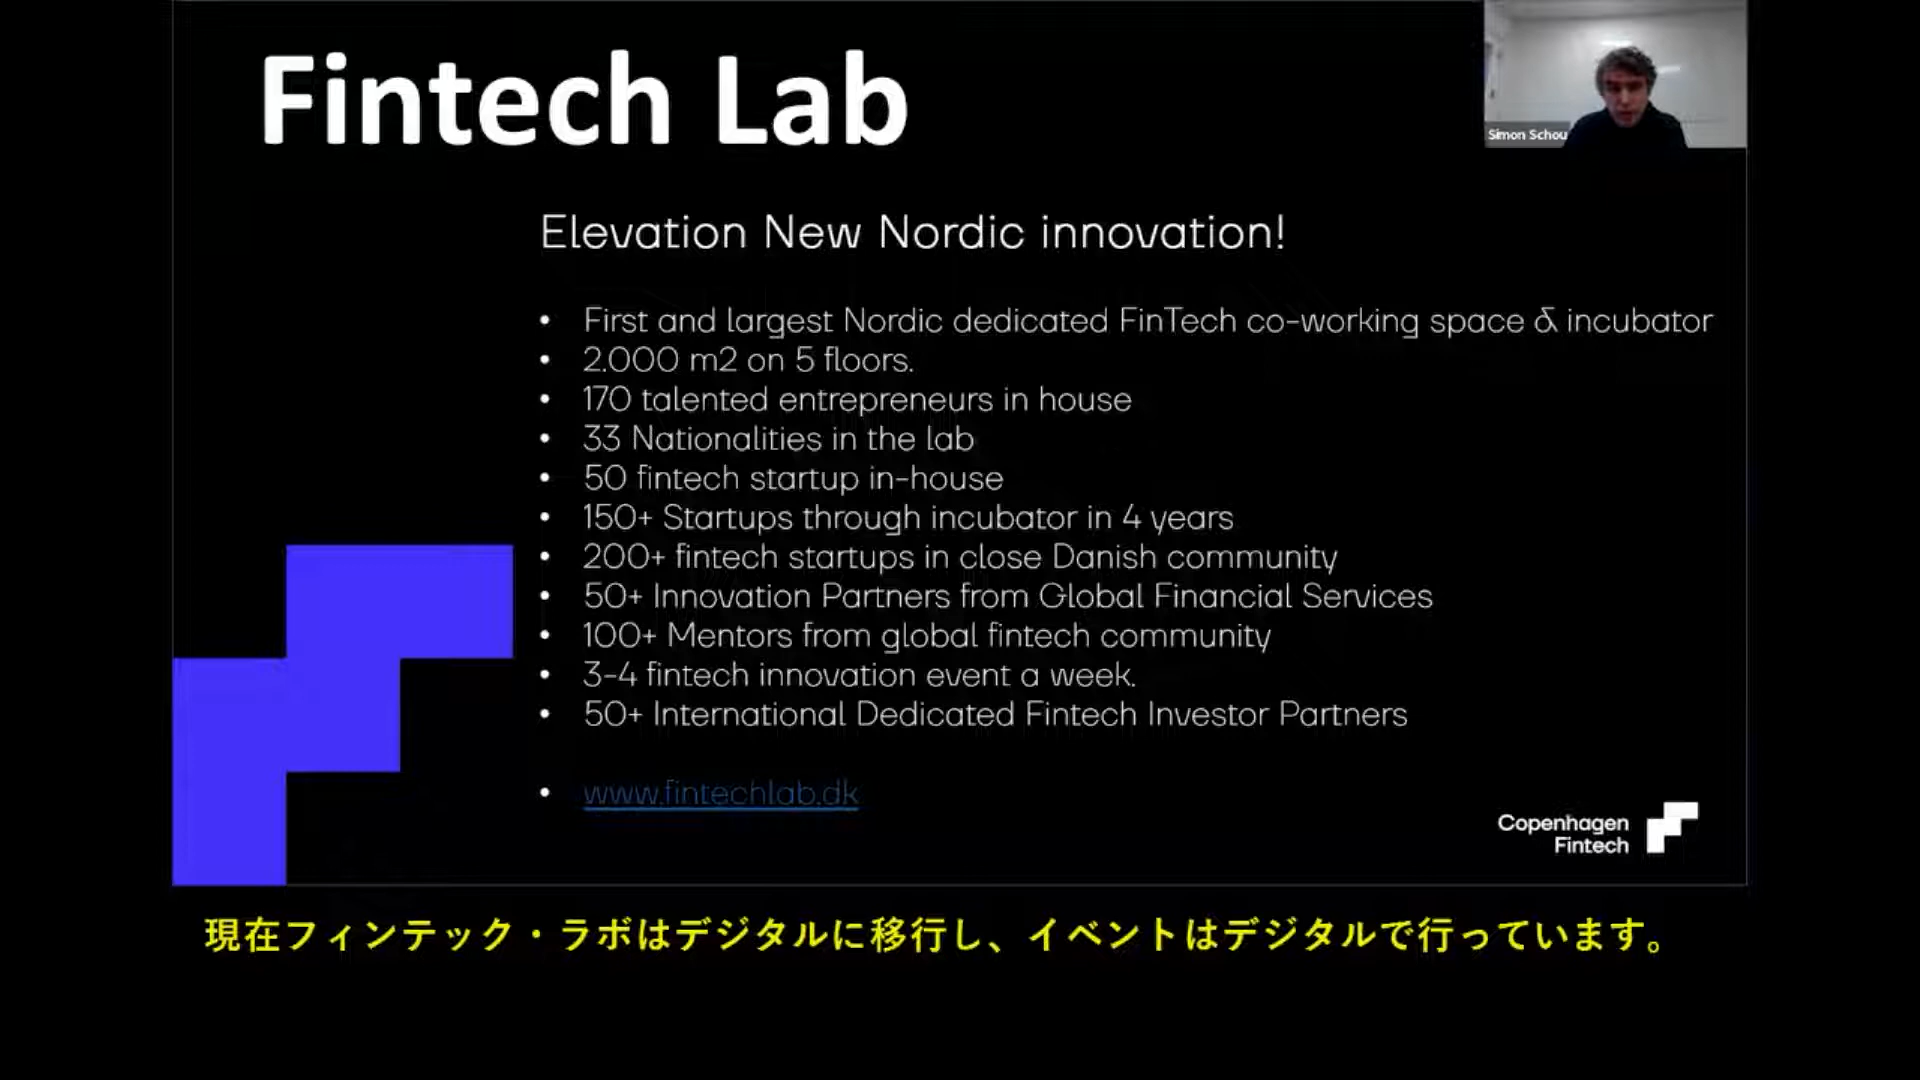 Fintech Lab
Simon Schou
Elevation New Nordic innovation!
• First and largest Nordic dedicated FinTech co-working space & incubator
• 2.000 m2 on 5 floors.
• 170 talented entrepreneurs in house
• 33 Nationalities in the lab
• 50 fintech startup in-house
• 150+ Startups through incubator in 4 years
• 200+ fintech startups in close Danish community
• 50+ Innovation Partners from Global Financial Services
• 100+ Mentors from global fintech community
• 3-4 fintech innovation event a week.
• 50+ International Dedicated Fintech Investor Partners
• www.fintechlab.dk
Copenhagen
Fintech
現在フィンテック・ラボはデジタルに移行し、イベントはデジタルで行っています。